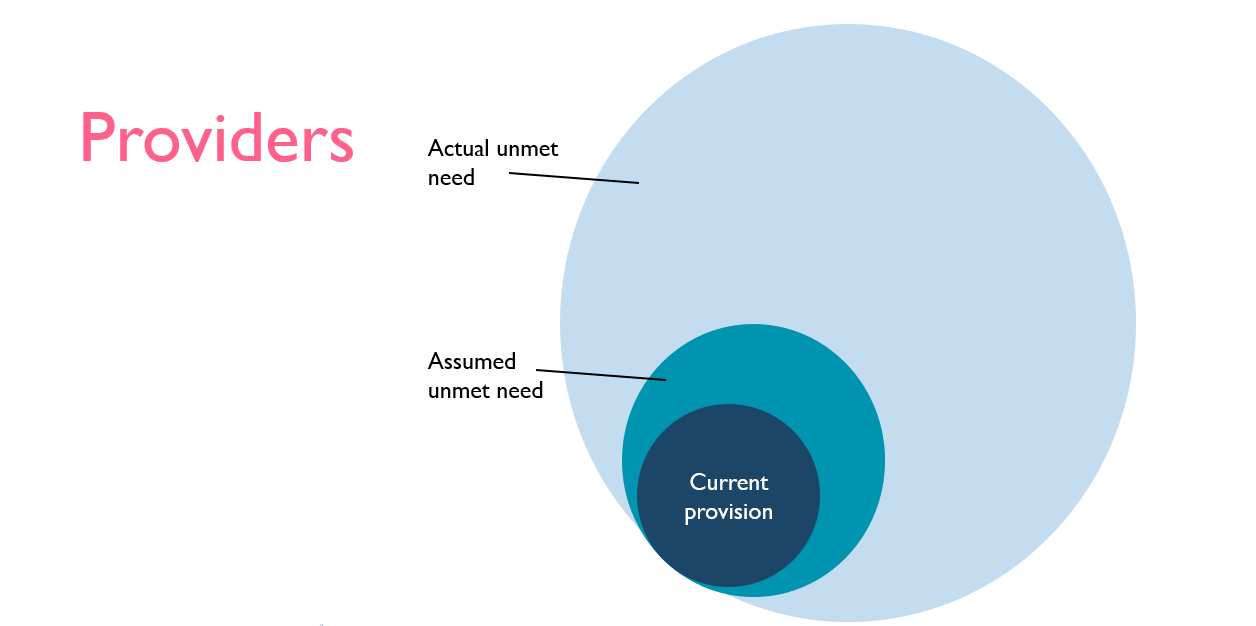 Providers
Actual unmet
need
Assumed
unmet need
Current
provision